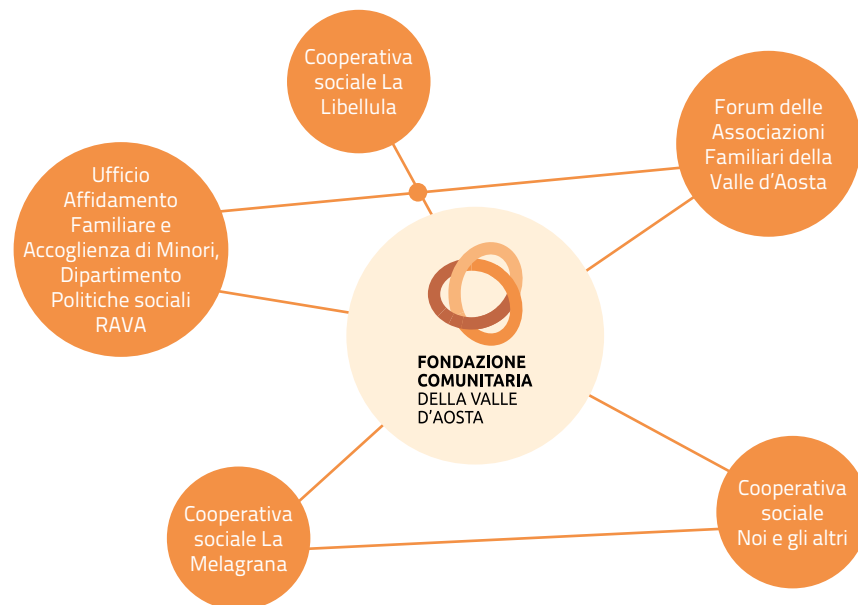 Cooperativa
sociale La
Libellula
Forum delle
Associazioni
Familiari della
Valle d'Aosta
Ufficio
Affidamento
Familiare e
Accoglienza di Minori,
Dipartimento
Politiche sociali
RAVA
FONDAZIONE
COMUNITARIA
DELLA VALLE
D'AOSTA
Cooperativa
sociale La
Melagrana
Cooperativa
sociale
Noi e gli altri